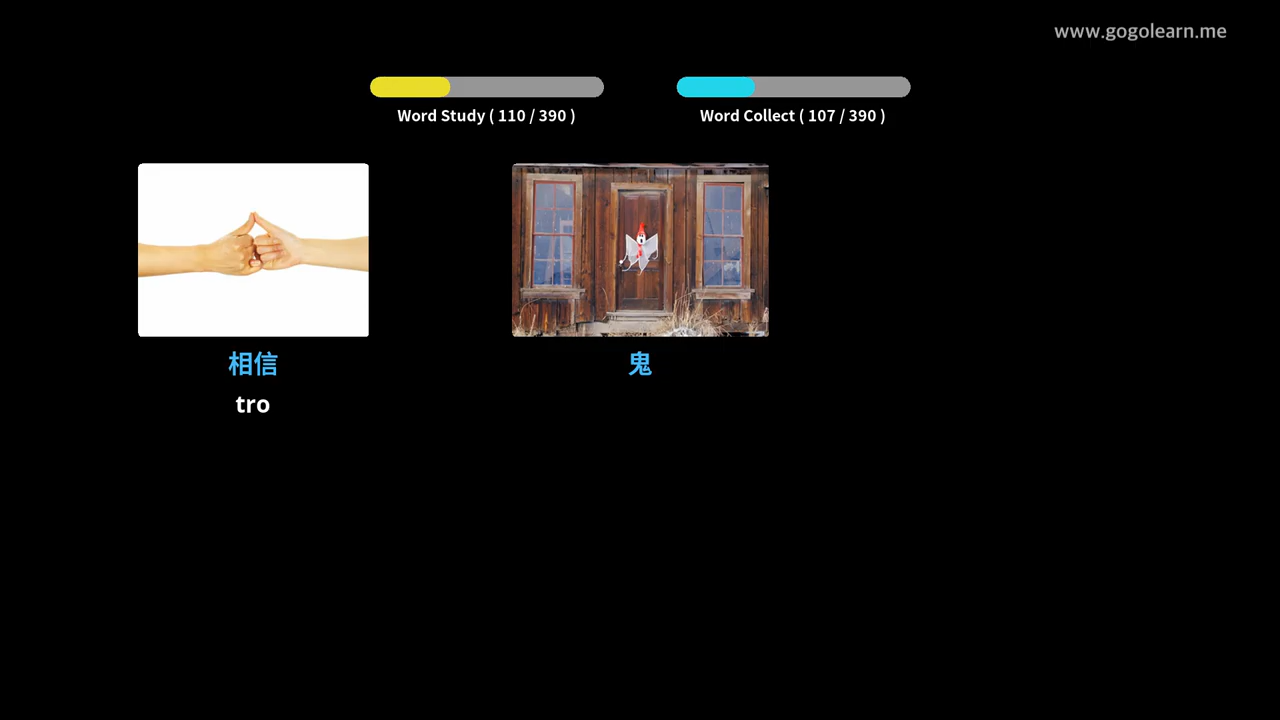 www.gogolearn.me
Word Study ( 110 / 390 )
Word Collect ( 107 / 390 )
相信
鬼
tro